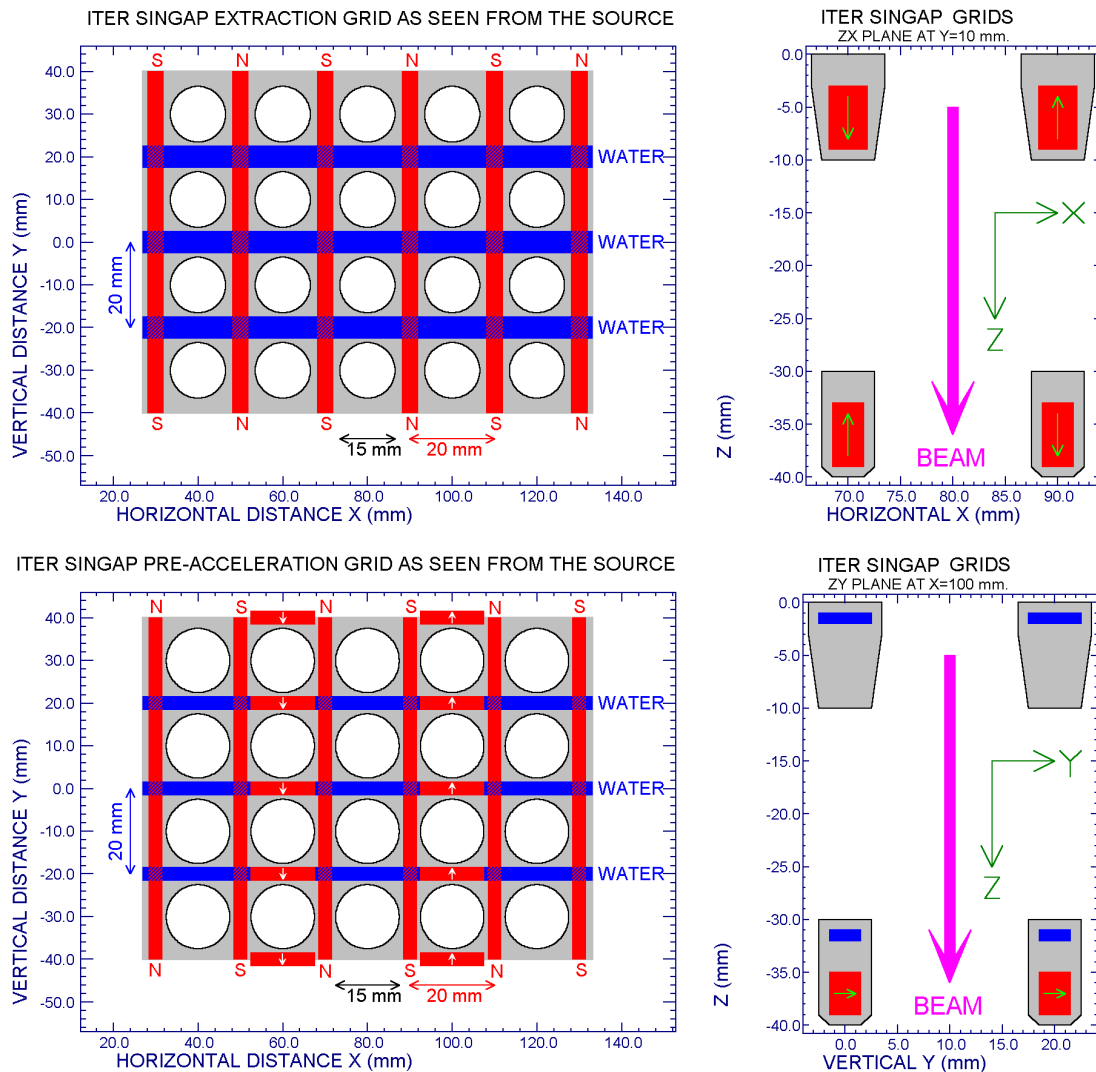 ITER SINGAP EXTRACTION GRID AS SEEN FROM THE SOURCE
S N S N S N
40.0
30.0
20.0
10.0
0.0
-10.0
-20.0
-30.0
-40.0
-50.0
VERTICAL DISTANCE Y (mm)
20 mm
WATER
WATER
WATER
S N S N S N
15 mm 20 mm
20.0 40.0 60.0 80.0 100.0 120.0 140.0
HORIZONTAL DISTANCE X (mm)
ITER SINGAP GRIDS
ZX PLANE AT Y=10 mm.
0.0
-5.0
-10.0
-15.0
-20.0
-25.0
-30.0
-35.0
-40.0
Z (mm)
X
Z
BEAM
70.0 75.0 80.0 85.0 90.0
HORIZONTAL X (mm)
ITER SINGAP PRE-ACCELERATION GRID AS SEEN FROM THE SOURCE
N S N S N S
40.0
30.0
20.0
10.0
0.0
-10.0
-20.0
-30.0
-40.0
-50.0
VERTICAL DISTANCE Y (mm)
20 mm
WATER
WATER
WATER
N S N S N S
15 mm 20 mm
20.0 40.0 60.0 80.0 100.0 120.0 140.0
HORIZONTAL DISTANCE X (mm)
ITER SINGAP GRIDS
ZY PLANE AT X=100 mm.
0.0
-5.0
-10.0
-15.0
-20.0
-25.0
-30.0
-35.0
-40.0
Z (mm)
Y
Z
BEAM
0.0 5.0 10.0 15.0 20.0
VERTICAL Y (mm)